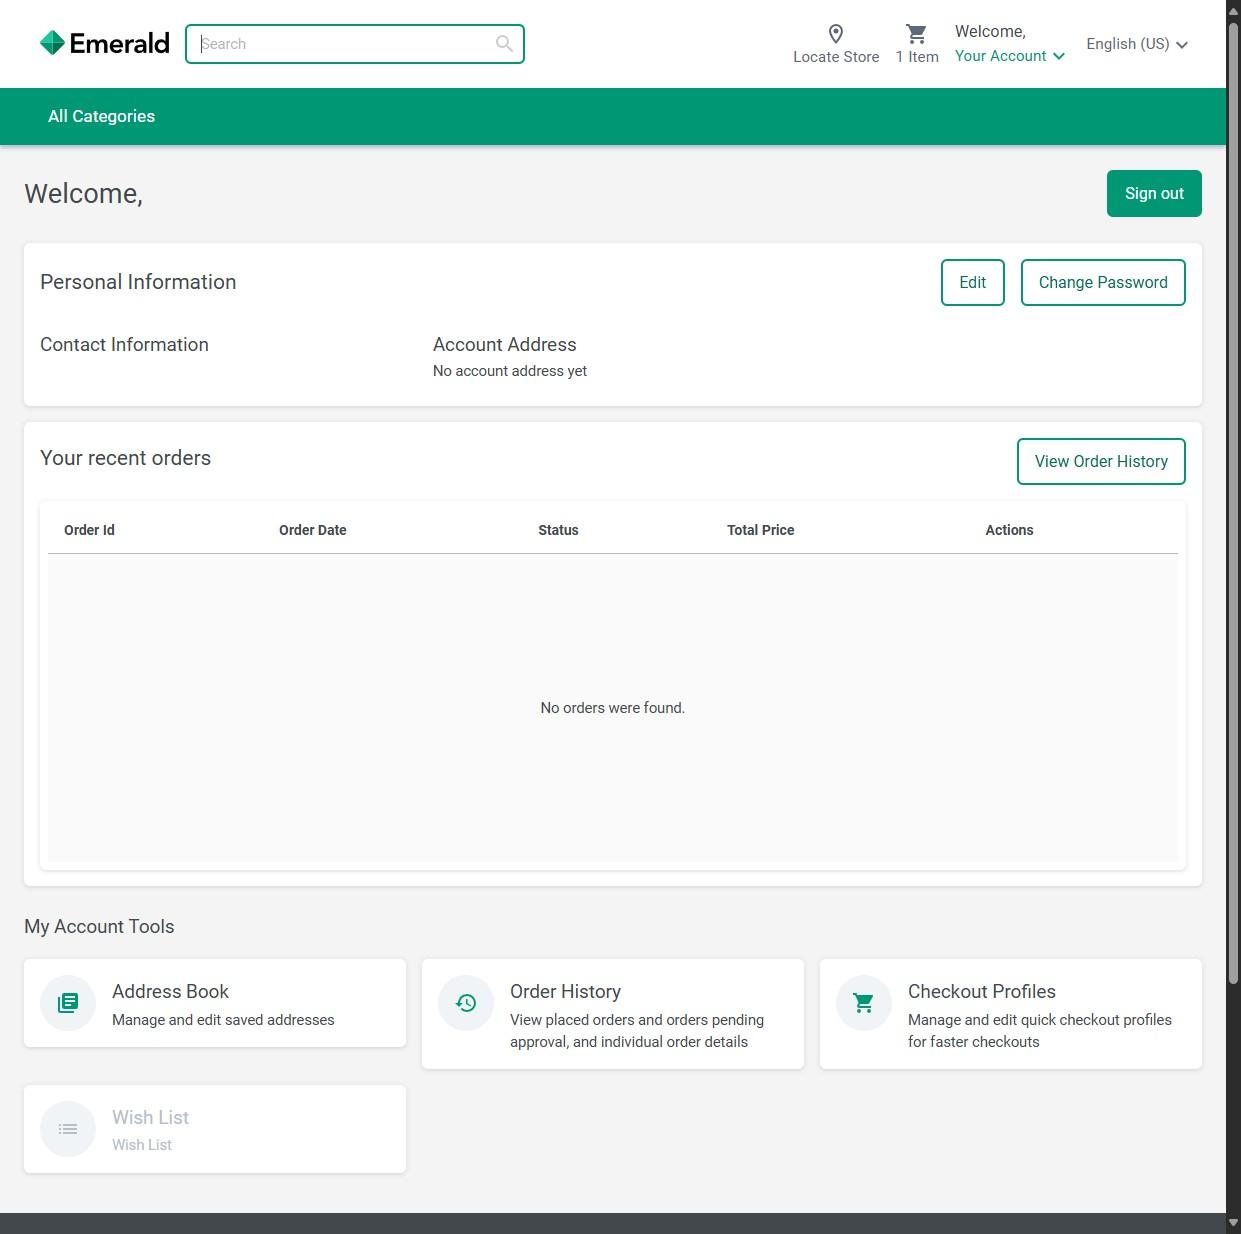 Emerald
Search
Locate Store
1 Item
Welcome,
Your Account
English (US)
All Categories
Welcome,
Sign out
Personal Information
Edit
Change Password
Contact Information
Account Address
No account address yet
Your recent orders
View Order History
Order Id
Order Date
Status
Total Price
Actions
No orders were found.
My Account Tools
Address Book
Manage and edit saved addresses
Order History
View placed orders and orders pending
approval, and individual order details
Checkout Profiles
Manage and edit quick checkout profiles
for faster checkouts
Wish List
Wish List